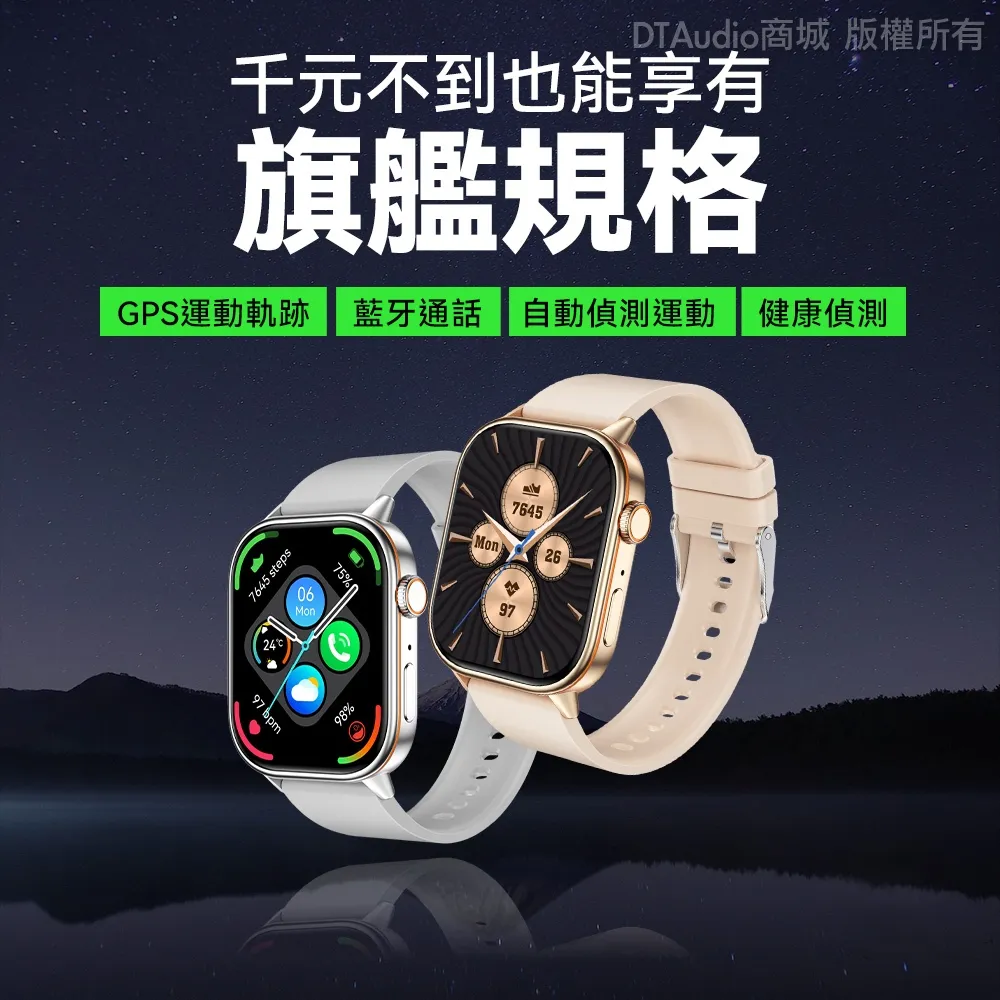 DTAudio商城 版權所有
千元不到也能享有
旗艦規格
GPS運動軌跡 藍牙通話 自動偵測運動 健康偵測
7645
Mon
26
97
7645 steps
75%
06
Mon
24°C
97 bpm
98%